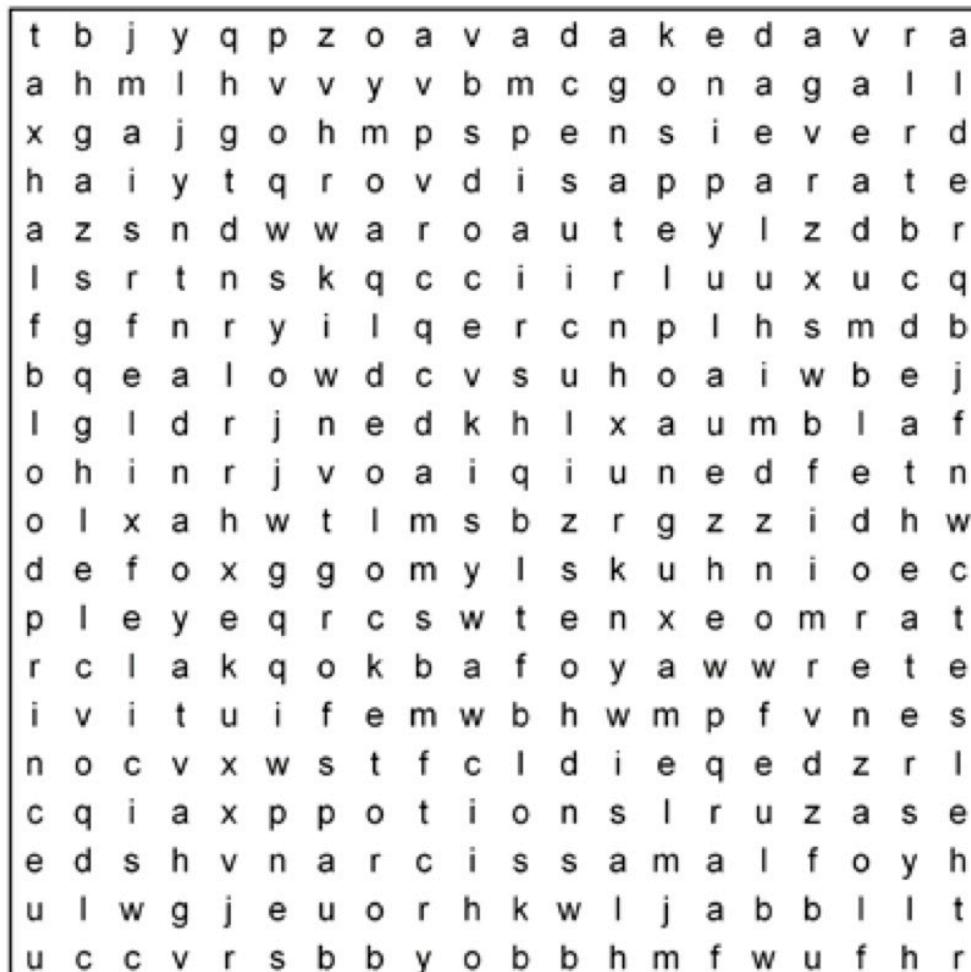 t b j y q p z o a v a d a k e d a v r a
a h m l h v v y v b m c g o n a g a l l
x g a j g o h m p s p e n s i e v e r d
h a i y t q r o v d i s a p p a r a t e
a z s n d w w a r o a u t e y l z d b r
l s r t n s k q c c i i r l u u x u c q
f g f n r y i l q e r c n p l h s m d b
b q e a l o w d c v s u h o a i w b e j
l g l d r j n e d k h l x a u m b l a f
o h i n r j v o a i q i u n e d f e t n
o l x a h w t l m s b z r g z z i d h w
d e f o x g g o m y l s k u h n i o e c
p l e y e q r c s w t e n x e o m r a t
r c l a k q o k b a f o y a w w r e t e
i v i t u i f e m w b h w m p f v n e s
n o c v x w s t f c l d i e q e d z r l
c q i a x p p o t i o n s l r u z a s e
e d s h v n a r c i s s a m a l f o y h
u l w g j e u o r h k w l j a b b l l t
u c c v r s b b y o b b h m f w u f h r